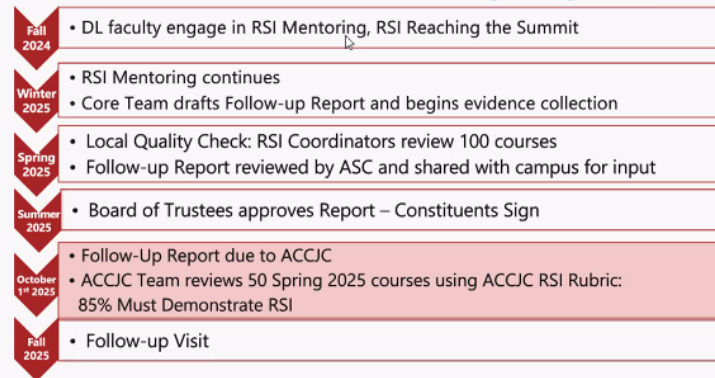 Fall
2024
• DL faculty engage in RSI Mentoring, RSI Reaching the Summit
Winter
2025
• RSI Mentoring continues
• Core Team drafts Follow-up Report and begins evidence collection
Spring
2025
• Local Quality Check: RSI Coordinators review 100 courses
• Follow-up Report reviewed by ASC and shared with campus for input
Summer
2025
• Board of Trustees approves Report – Constituents Sign
October
1st 2025
• Follow-Up Report due to ACCJC
• ACCJC Team reviews 50 Spring 2025 courses using ACCJC RSI Rubric:
85% Must Demonstrate RSI
Fall
2025
• Follow-up Visit